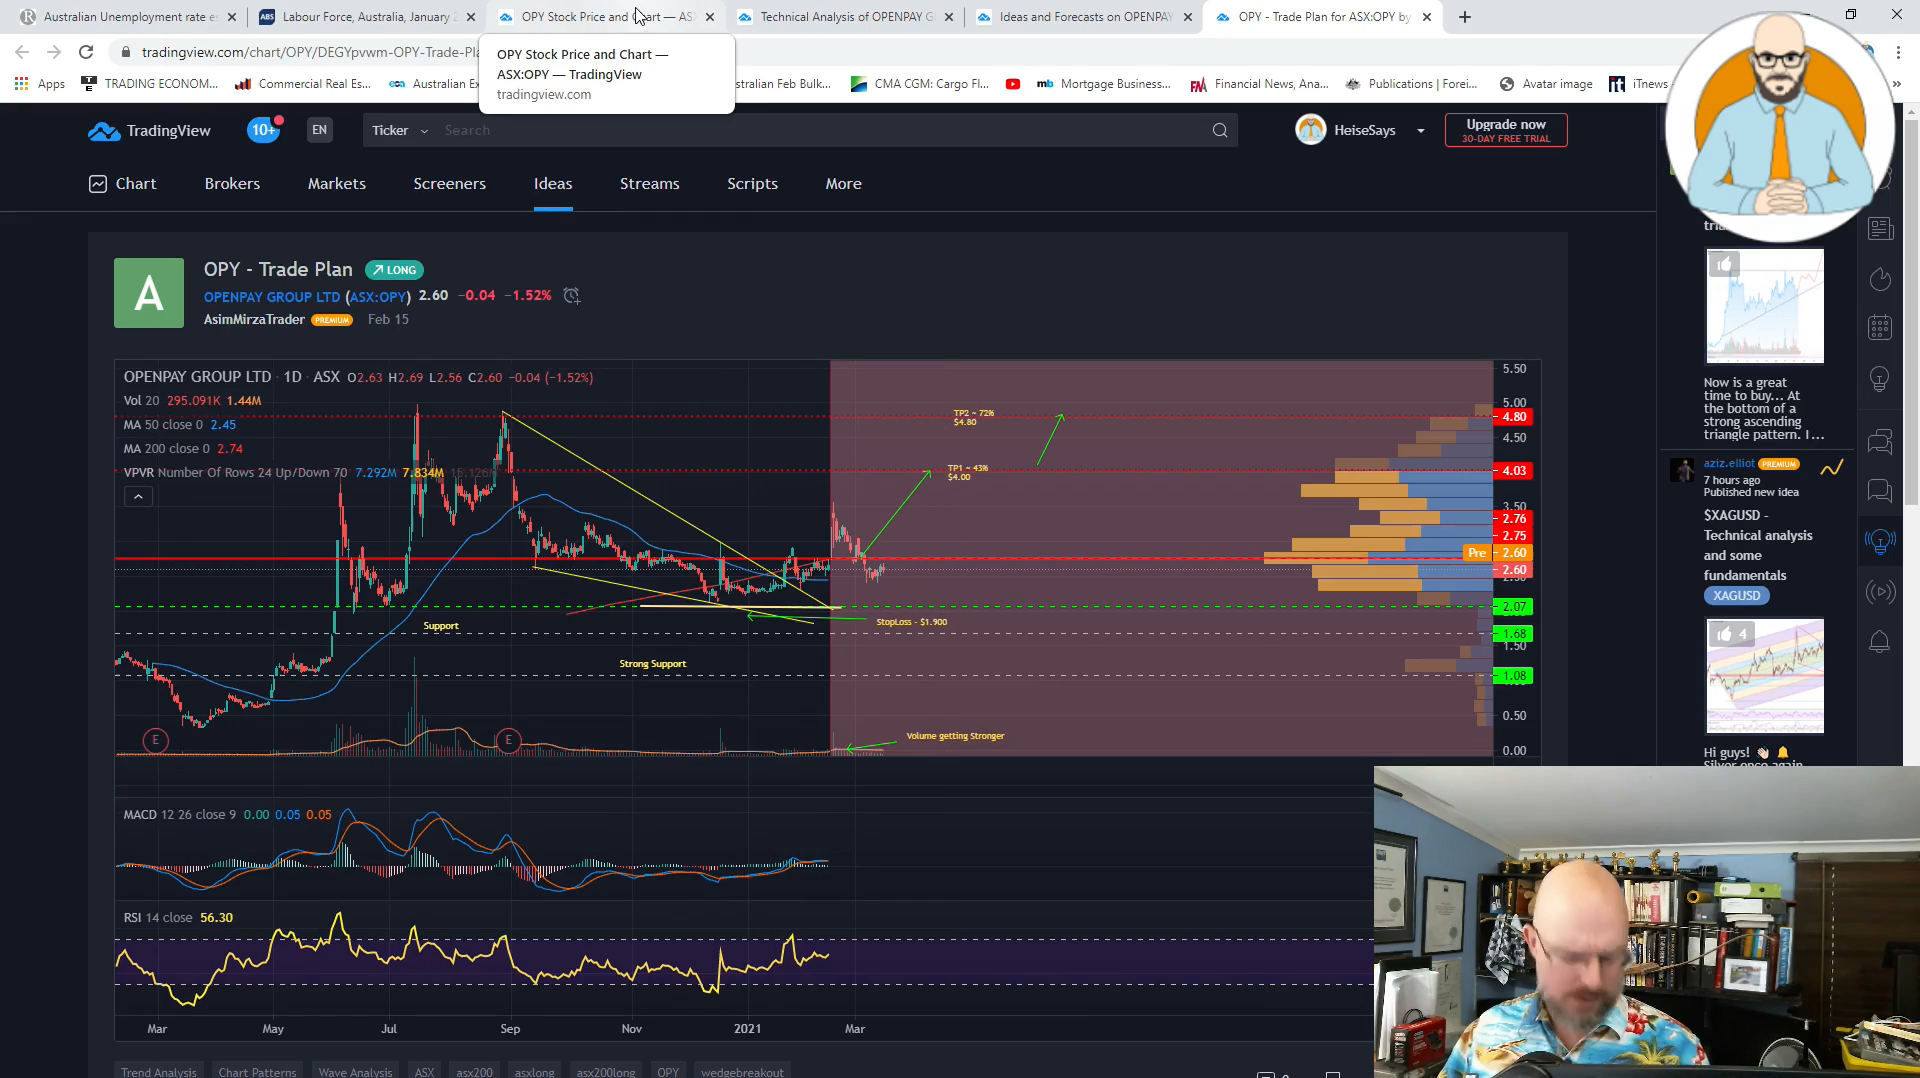 Australian Unemployment rate e
Labour Force, Australia, January
OPY Stock Price and Chart — AS
Technical Analysis of OPENPAY G
Ideas and Forecasts on OPENPAY
OPY - Trade Plan for ASX:OPY by
tradingview.com/chart/OPY/DEGYpvwm-OPY-Trade-Pl
OPY Stock Price and Chart —
ASX:OPY — TradingView
tradingview.com
Apps
TRADING ECONOM...
Commercial Real Es...
Australian Ex
stralian Feb Bulk...
CMA CGM: Cargo Fl...
Mortgage Business...
Financial News, Ana...
Publications | Forei...
Avatar image
iTnews
TradingView
10+
EN
Ticker
Search
HeiseSays
Upgrade now
30-DAY FREE TRIAL
Chart
Brokers
Markets
Screeners
Ideas
Streams
Scripts
More
A
OPY - Trade Plan
LONG
OPENPAY GROUP LTD (ASX:OPY) 2.60 −0.04 −1.52%
AsimMirzaTrader PREMIUM Feb 15
OPENPAY GROUP LTD · 1D · ASX O2.63 H2.69 L2.56 C2.60 −0.04 (−1.52%)
Vol 20 295.091K 1.44M
MA 50 close 0 2.45
MA 200 close 0 2.74
VPVR Number Of Rows 24 Up/Down 70 7.292M 7.834M 15.126M
TP2 ~ 72%
$4.80
TP1 ~ 43%
$4.00
StopLoss - $1.900
Support
Strong Support
Volume getting Stronger
E
E
5.50
5.00
4.80
4.50
4.03
3.50
2.76
2.75
Pre 2.60
2.60
2.07
1.68
1.50
1.08
0.50
0.00
MACD 12 26 close 9 0.00 0.05 0.05
RSI 14 close 56.30
Mar
May
Jul
Sep
Nov
2021
Mar
Trend Analysis
Chart Patterns
Wave Analysis
ASX
asx200
asxlong
asx200long
OPY
wedgebreakout
Now is a great
time to buy... At
the bottom of a
strong ascending
triangle pattern. I...
aziz.elliot PREMIUM
7 hours ago
Published new idea
$XAGUSD -
Technical analysis
and some
fundamentals
XAGUSD
4
Hi guys!
Silver once again